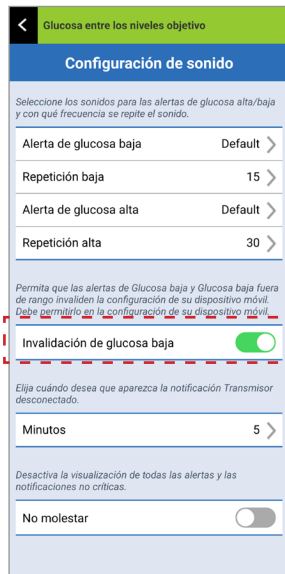 Glucosa entre los niveles objetivo
Configuración de sonido
Seleccione los sonidos para las alertas de glucosa alta/baja
y con qué frecuencia se repite el sonido.
Alerta de glucosa baja Default
Repetición baja 15
Alerta de glucosa alta Default
Repetición alta 30
Permita que las alertas de Glucosa baja y Glucosa baja fuera
de rango invaliden la configuración de su dispositivo móvil.
Debe permitirlo en la configuración de su dispositivo móvil.
Invalidación de glucosa baja
Elija cuándo desea que aparezca la notificación Transmisor
desconectado.
Minutos 5
Desactiva la visualización de todas las alertas y las
notificaciones no críticas.
No molestar